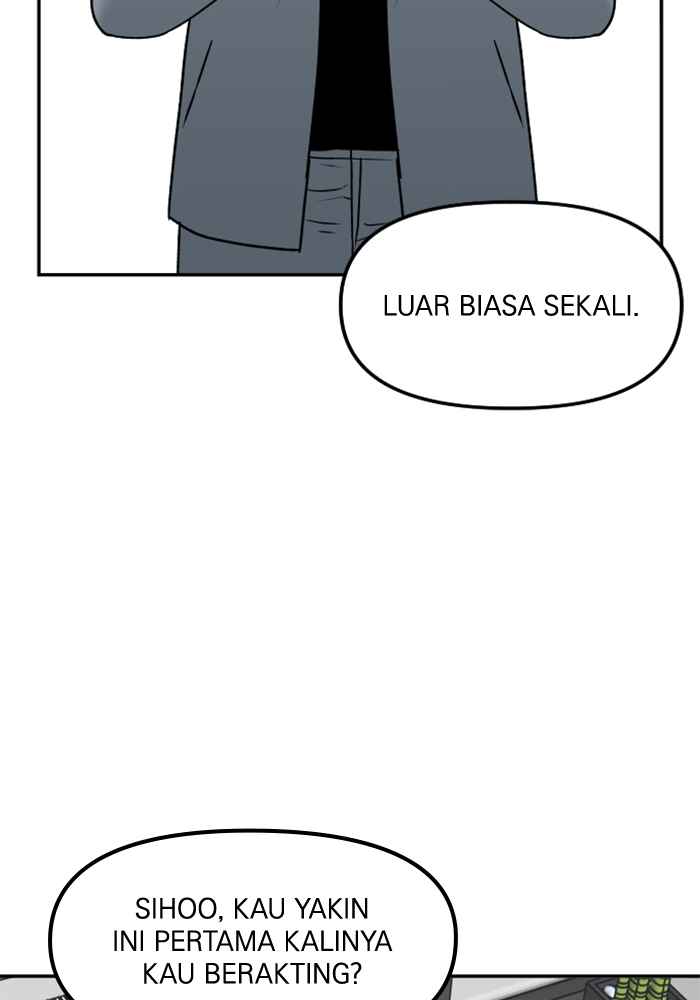 LUAR BIASA SEKALI.
SIHOO, KAU YAKIN
INI PERTAMA KALINYA
KAU BERAKTING?